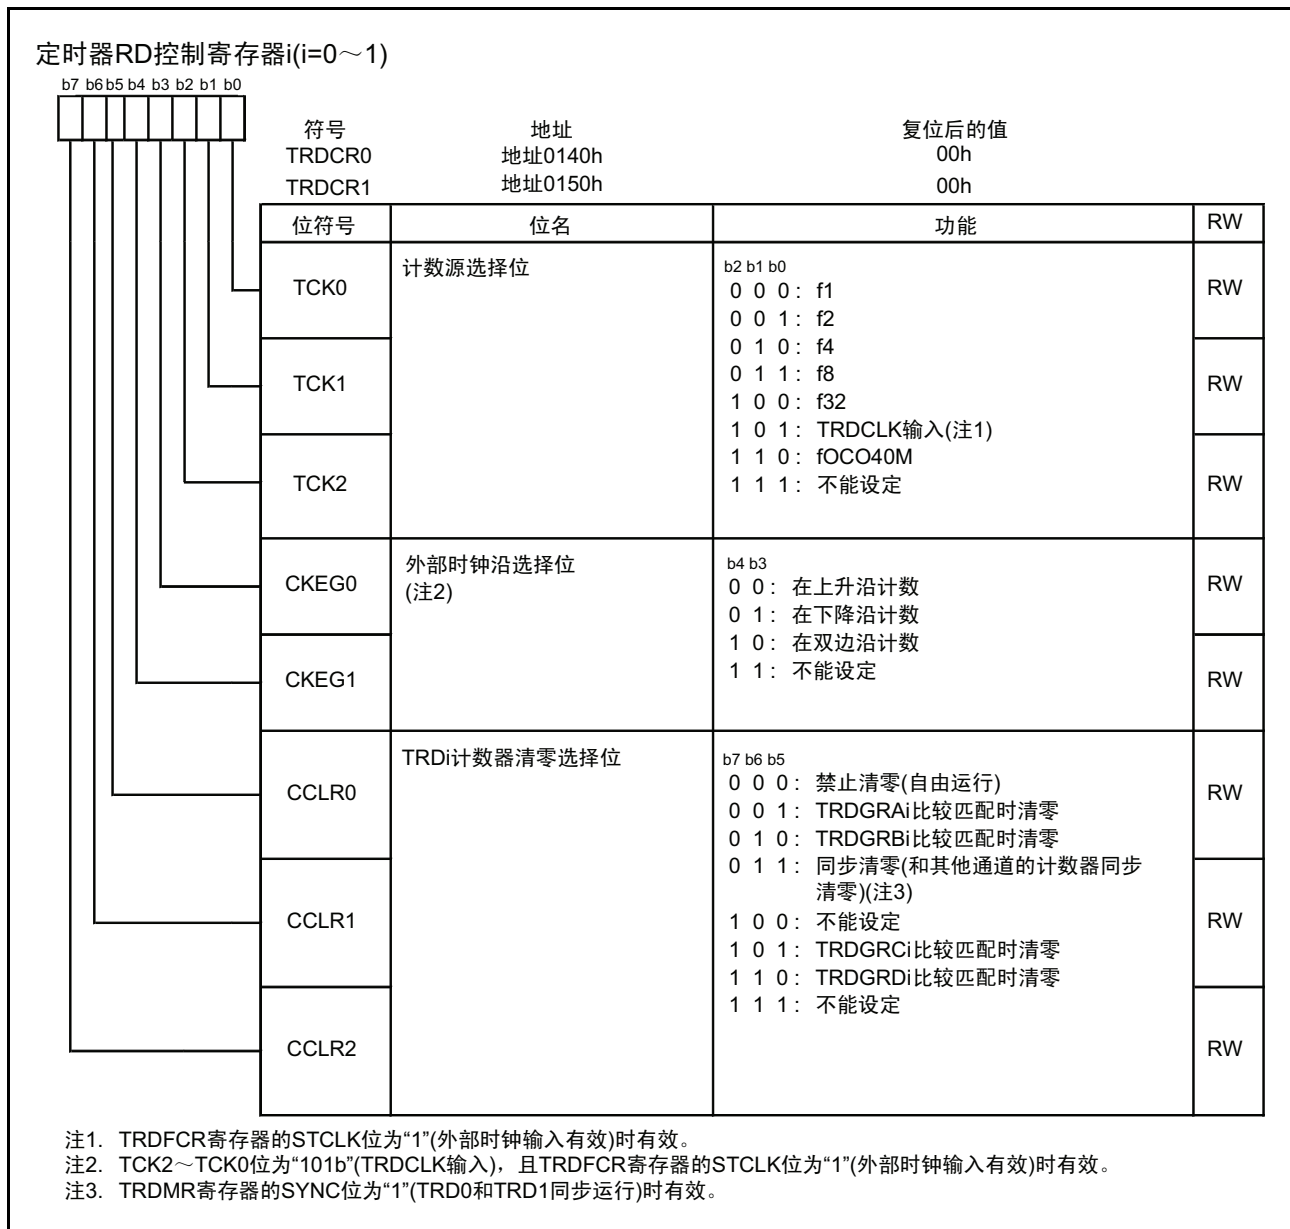 定时器RD控制寄存器i(i=0～1)
b7 b6 b5 b4 b3 b2 b1 b0
符号 地址 复位后的值
TRDCR0 地址0140h 00h
TRDCR1 地址0150h 00h
位符号 位名 功能 RW
TCK0 计数源选择位 b2 b1 b0 RW
0 0 0: f1
0 0 1: f2
0 1 0: f4
TCK1 0 1 1: f8 RW
1 0 0: f32
1 0 1: TRDCLK输入(注1)
1 1 0: fOCO40M
TCK2 1 1 1: 不能设定 RW
CKEG0 外部时钟沿选择位 b4 b3 RW
(注2) 0 0: 在上升沿计数
0 1: 在下降沿计数
1 0: 在双边沿计数
CKEG1 1 1: 不能设定 RW
TRDi计数器清零选择位 b7 b6 b5
CCLR0 0 0 0: 禁止清零(自由运行) RW
0 0 1: TRDGRAi比较匹配时清零
0 1 0: TRDGRBi比较匹配时清零
0 1 1: 同步清零(和其他通道的计数器同步
清零)(注3)
CCLR1 1 0 0: 不能设定 RW
1 0 1: TRDGRCi比较匹配时清零
1 1 0: TRDGRDi比较匹配时清零
1 1 1: 不能设定
CCLR2 RW
注1. TRDFCR寄存器的STCLK位为“1”(外部时钟输入有效)时有效。
注2. TCK2～TCK0位为“101b”(TRDCLK输入)，且TRDFCR寄存器的STCLK位为“1”(外部时钟输入有效)时有效。
注3. TRDMR寄存器的SYNC位为“1”(TRD0和TRD1同步运行)时有效。